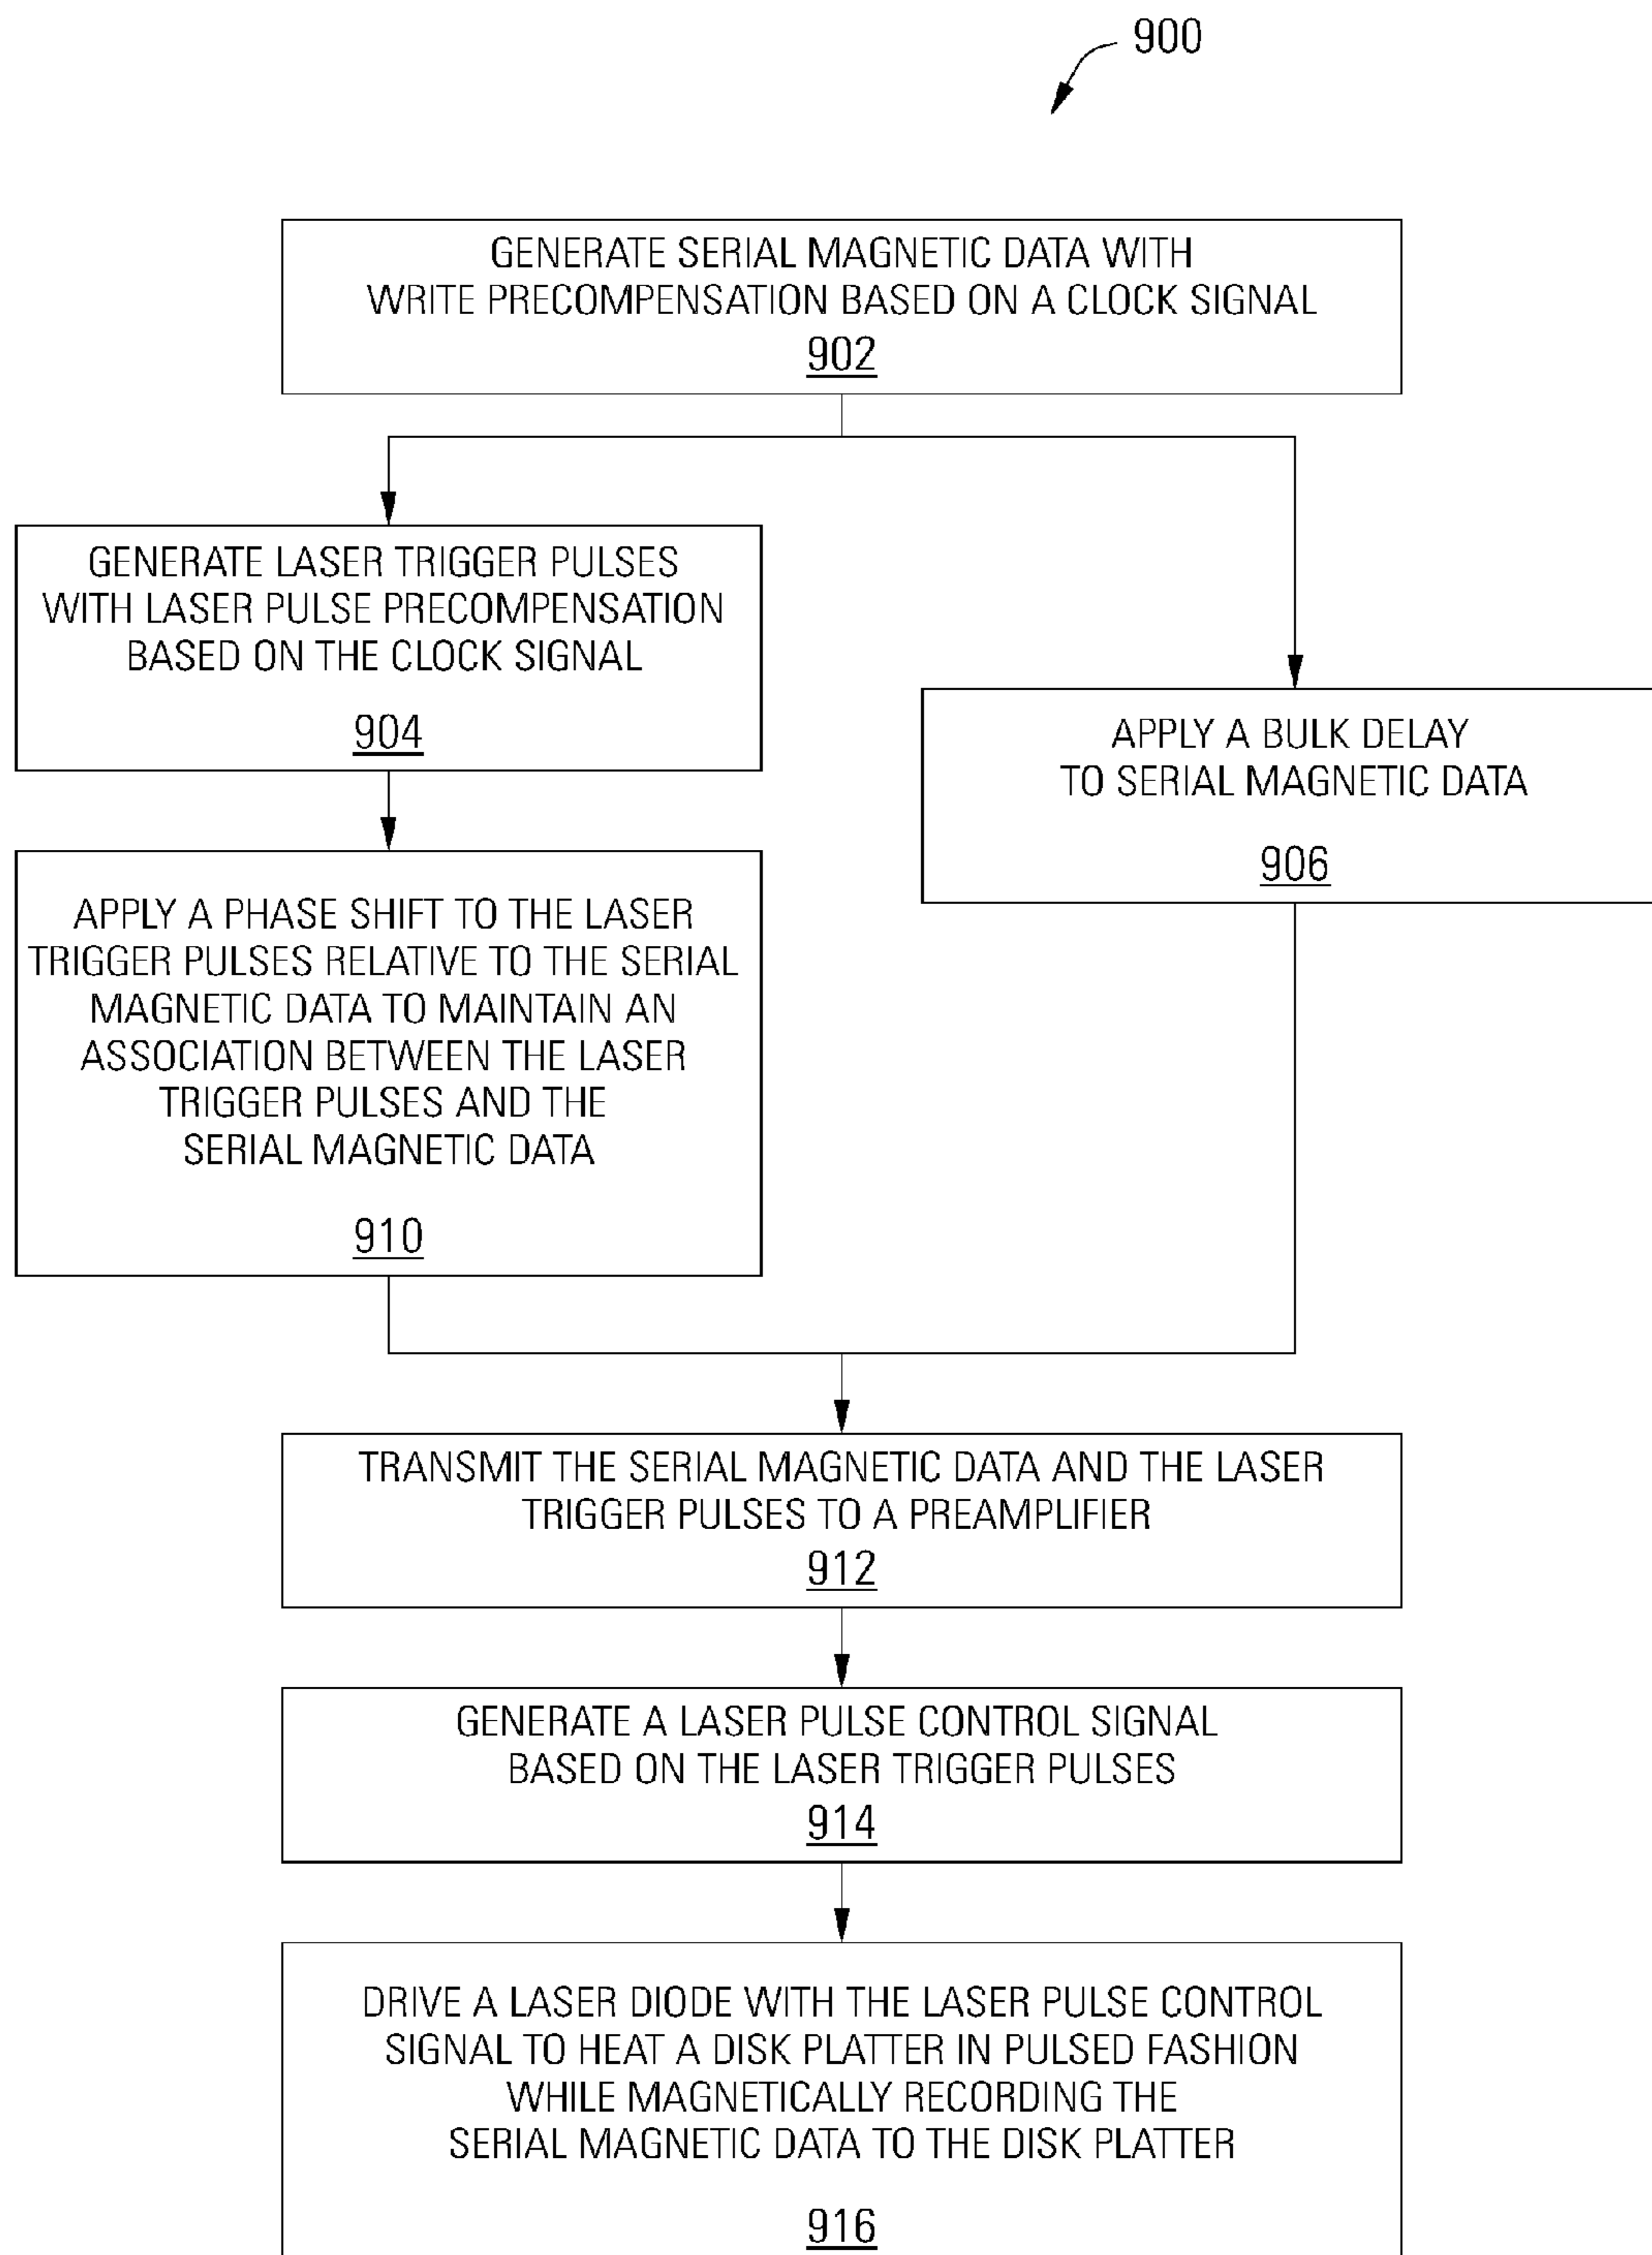 900
GENERATE SERIAL MAGNETIC DATA WITH
WRITE PRECOMPENSATION BASED ON A CLOCK SIGNAL
902
GENERATE LASER TRIGGER PULSES
WITH LASER PULSE PRECOMPENSATION
BASED ON THE CLOCK SIGNAL
904
APPLY A BULK DELAY
TO SERIAL MAGNETIC DATA
906
APPLY A PHASE SHIFT TO THE LASER
TRIGGER PULSES RELATIVE TO THE SERIAL
MAGNETIC DATA TO MAINTAIN AN
ASSOCIATION BETWEEN THE LASER
TRIGGER PULSES AND THE
SERIAL MAGNETIC DATA
910
TRANSMIT THE SERIAL MAGNETIC DATA AND THE LASER
TRIGGER PULSES TO A PREAMPLIFIER
912
GENERATE A LASER PULSE CONTROL SIGNAL
BASED ON THE LASER TRIGGER PULSES
914
DRIVE A LASER DIODE WITH THE LASER PULSE CONTROL
SIGNAL TO HEAT A DISK PLATTER IN PULSED FASHION
WHILE MAGNETICALLY RECORDING THE
SERIAL MAGNETIC DATA TO THE DISK PLATTER
916